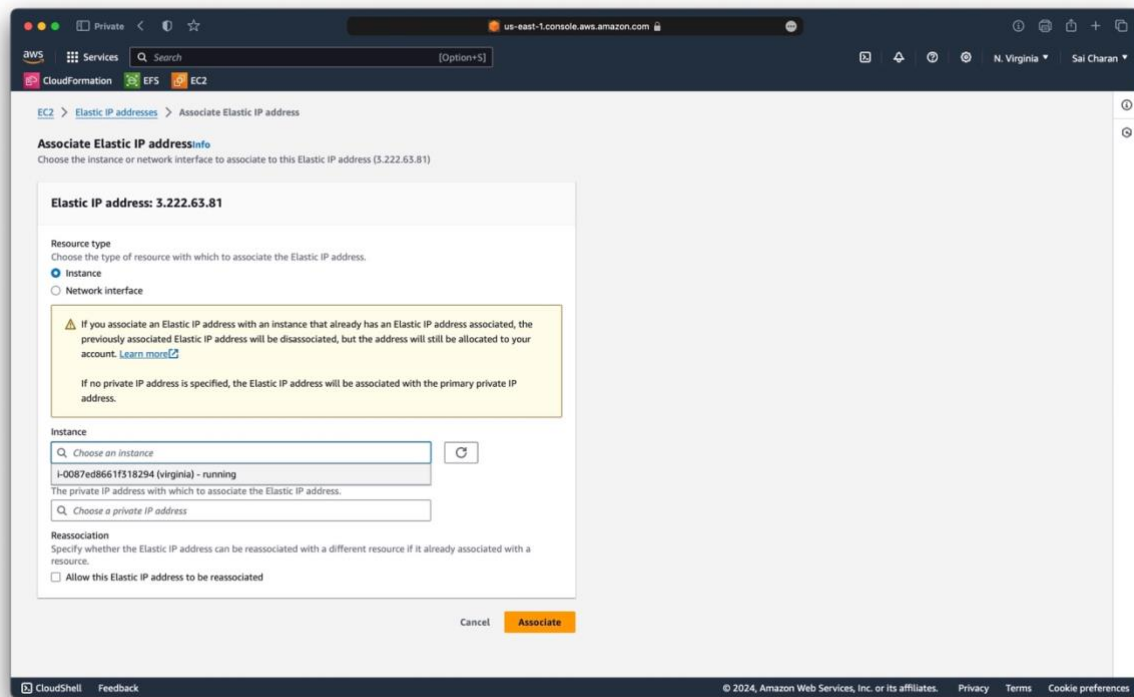 Private
us-east-1.console.aws.amazon.com
aws
Services
Search
[Option+S]
N. Virginia
Sai Charan
CloudFormation
EFS
EC2
EC2 > Elastic IP addresses > Associate Elastic IP address
Associate Elastic IP address Info
Choose the instance or network interface to associate to this Elastic IP address (3.222.63.81)
Elastic IP address: 3.222.63.81
Resource type
Choose the type of resource with which to associate the Elastic IP address.
Instance
Network interface
If you associate an Elastic IP address with an instance that already has an Elastic IP address associated, the
previously associated Elastic IP address will be disassociated, but the address will still be allocated to your
account. Learn more
If no private IP address is specified, the Elastic IP address will be associated with the primary private IP
address.
Instance
Choose an instance
i-0087ed8661f318294 (virginia) - running
The private IP address with which to associate the Elastic IP address.
Choose a private IP address
Reassociation
Specify whether the Elastic IP address can be reassociated with a different resource if it already associated with a
resource.
Allow this Elastic IP address to be reassociated
Cancel
Associate
CloudShell
Feedback
© 2024, Amazon Web Services, Inc. or its affiliates.
Privacy
Terms
Cookie preferences